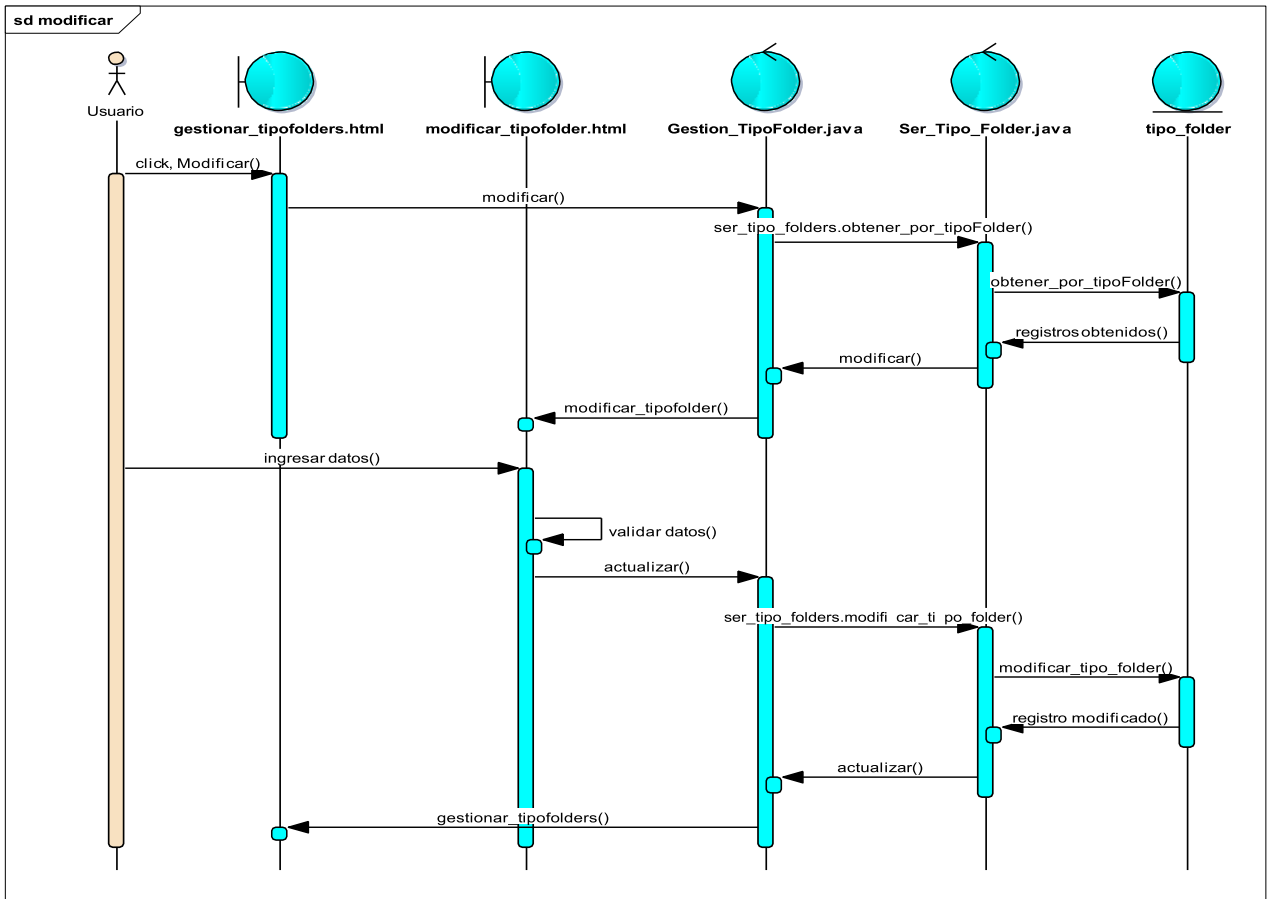 sd modificar
Usuario
gestionar_tipofolders.html
modificar_tipofolder.html
Gestion_TipoFolder.java
Ser_Tipo_Folder.java
tipo_folder
click, Modificar()
modificar()
ser_tipo_folders.obtener_por_tipoFolder()
obtener_por_tipoFolder()
registros obtenidos()
modificar()
modificar_tipofolder()
ingresar datos()
validar datos()
actualizar()
ser_tipo_folders.modifi car_ti po_folder()
modificar_tipo_folder()
registro modificado()
actualizar()
gestionar_tipofolders()